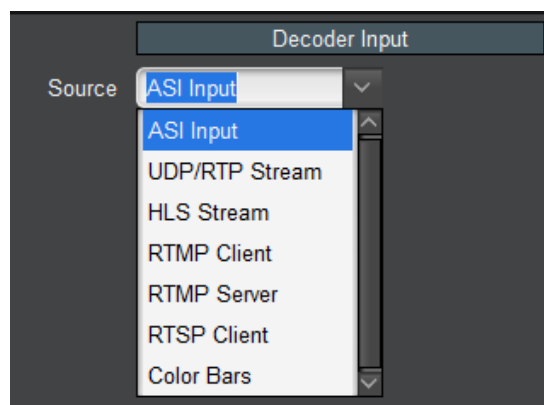 Decoder Input
Source ASI Input
ASI Input
UDP/RTP Stream
HLS Stream
RTMP Client
RTMP Server
RTSP Client
Color Bars